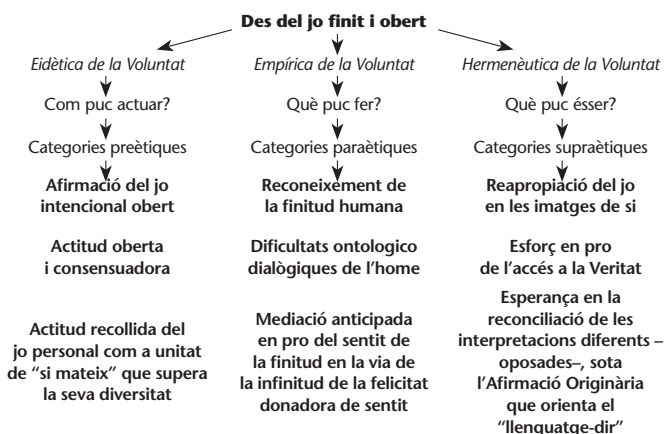 Des del jo finit i obert
Eidètica de la Voluntat
Empírica de la Voluntat
Hermenèutica de la Voluntat
Com puc actuar?
Què puc fer?
Què puc ésser?
Categories preètiques
Categories paraètiques
Categories supraètiques
Afirmació del jo
intencional obert
Reconeixement de
la finitud humana
Reapropiació del jo
en les imatges de si
Actitud oberta
i consensuadora
Dificultats ontologico
dialògiques de l’home
Esforç en pro
de l’accés a la Veritat
Actitud recollida del
jo personal com a unitat
de “si mateix” que supera
la seva diversitat
Mediació anticipada
en pro del sentit de
la finitud en la via de
la infinitud de la felicitat
donadora de sentit
Esperança en la
reconciliació de les
interpretacions diferents –
oposades–, sota
l’Afirmació Originària
que orienta el
“llenguatge-dir”